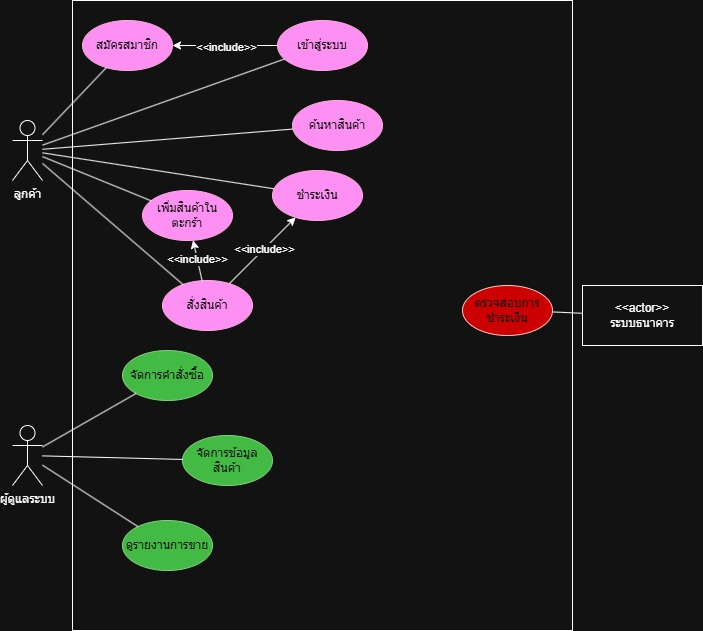 สมัครสมาชิก
<<include>>
เข้าสู่ระบบ
ค้นหาสินค้า
ลูกค้า
ชำระเงิน
เพิ่มสินค้าใน
ตะกร้า
<<include>>
<<include>>
สั่งสินค้า
ตรวจสอบการ
ชำระเงิน
<<actor>>
ระบบธนาคาร
จัดการคำสั่งซื้อ
จัดการข้อมูล
สินค้า
ผู้ดูแลระบบ
ดูรายงานการขาย